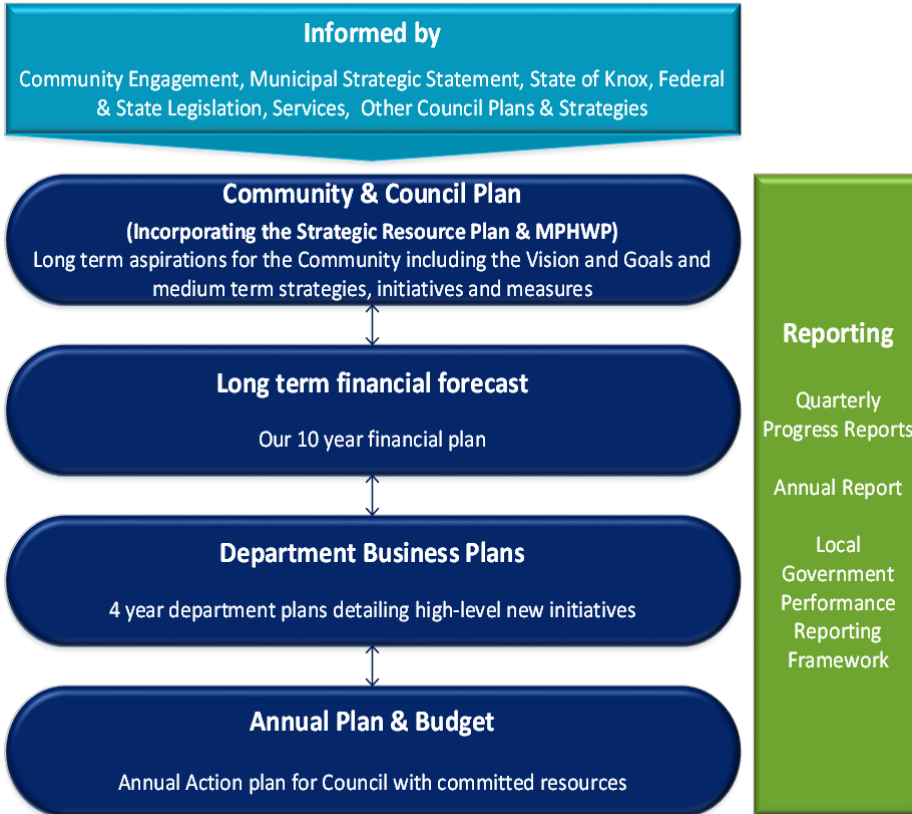 Informed by
Community Engagement, Municipal Strategic Statement, State of Knox, Federal
& State Legislation, Services, Other Council Plans & Strategies
Community & Council Plan
(Incorporating the Strategic Resource Plan & MPHWP)
Long term aspirations for the Community including the Vision and Goals and
medium term strategies, initiatives and measures
Long term financial forecast
Our 10 year financial plan
Department Business Plans
4 year department plans detailing high-level new initiatives
Annual Plan & Budget
Annual Action plan for Council with committed resources
Reporting
Quarterly
Progress Reports
Annual Report
Local
Government
Performance
Reporting
Framework